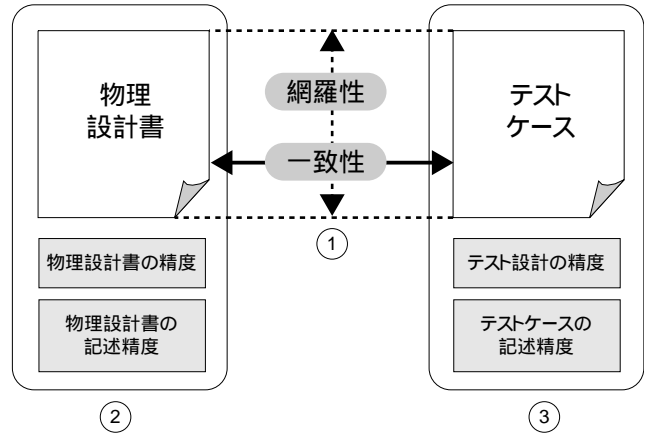 物理
設計書
網羅性
一致性
テスト
ケース
①
物理設計書の精度
物理設計書の
記述精度
テスト設計の精度
テストケースの
記述精度
②
③